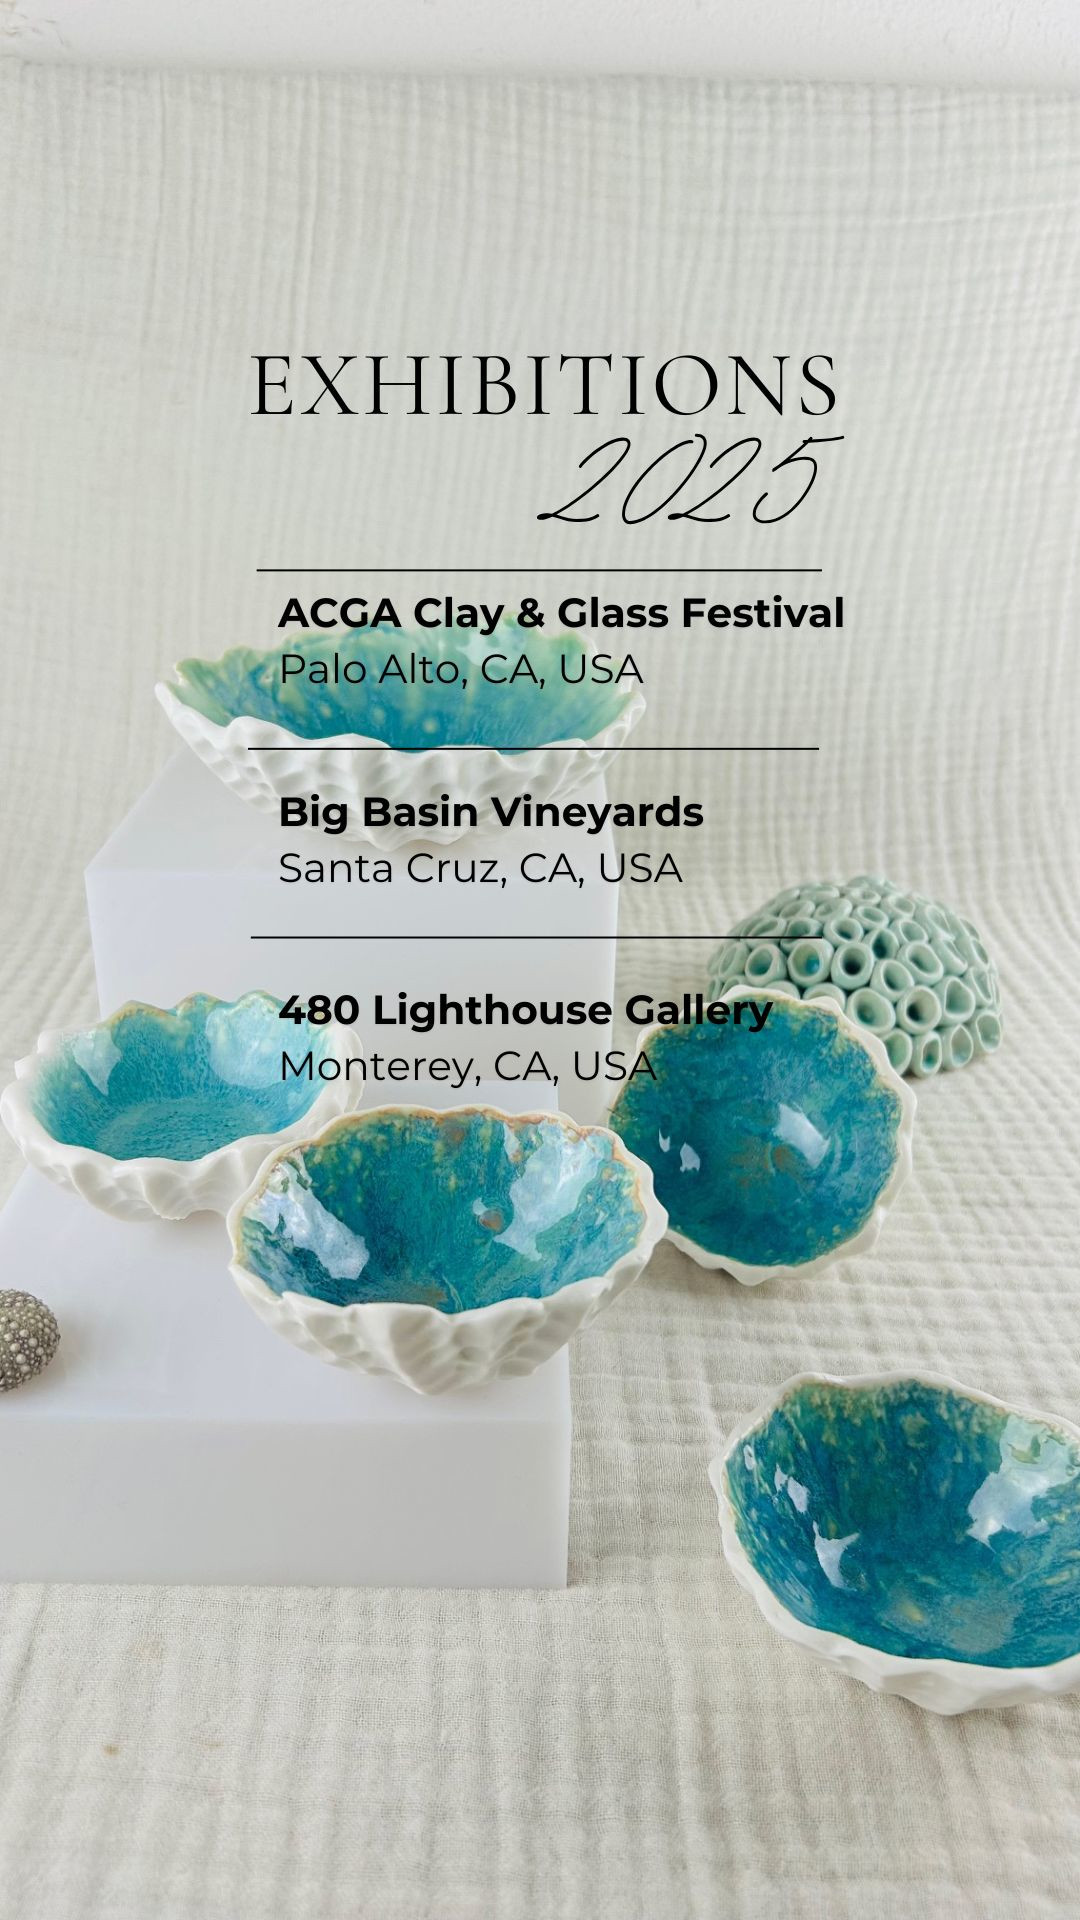 EXHIBITIONS
2025
ACGA Clay & Glass Festival
Palo Alto, CA, USA
Big Basin Vineyards
Santa Cruz, CA, USA
480 Lighthouse Gallery
Monterey, CA, USA